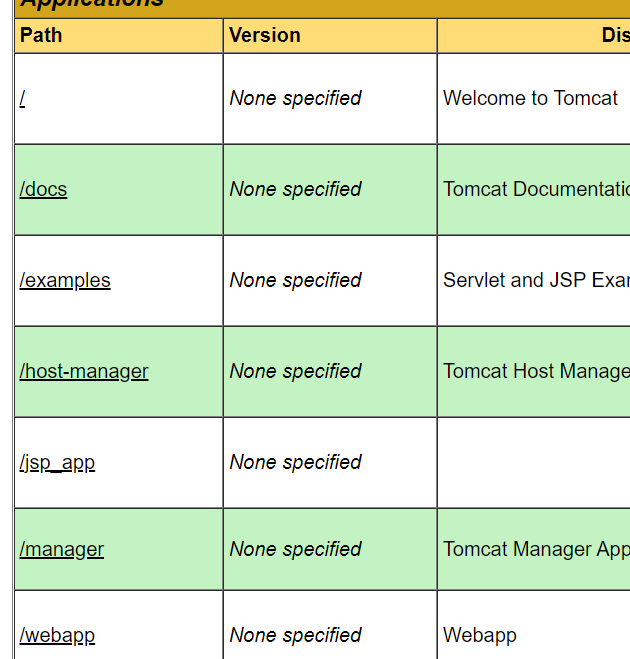 Applications
Path Version Dis
/ None specified Welcome to Tomcat
/docs None specified Tomcat Documentatio
/examples None specified Servlet and JSP Exa
/host-manager None specified Tomcat Host Manage
/jsp_app None specified
/manager None specified Tomcat Manager App
/webapp None specified Webapp